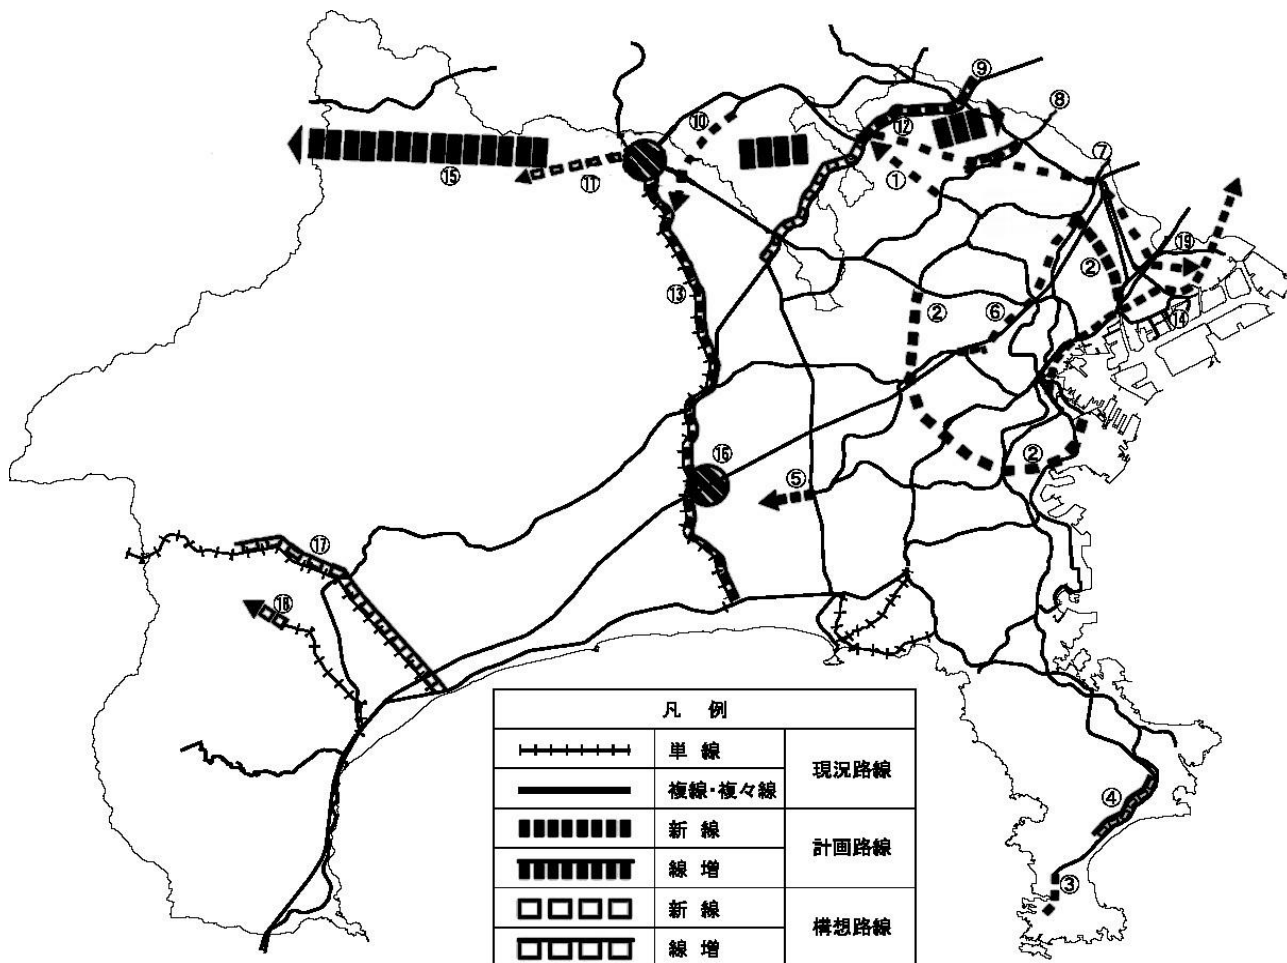 ⑨
⑧
⑩
⑫
⑦
⑮
⑪
①
⑲
②
⑬
②
⑥
⑭
⑯
②
⑤
⑰
⑱
凡 例
単 線
現況路線
複線・複々線
新 線
計画路線
線 増
新 線
構想路線
線 増
④
③